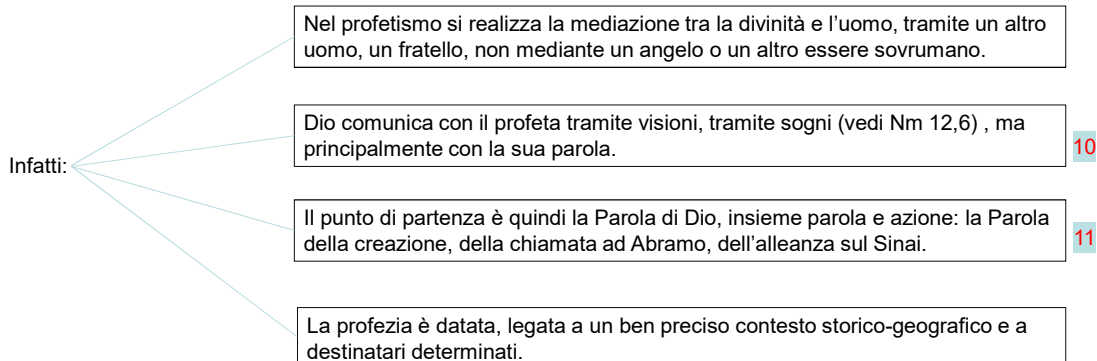 Nel profetismo si realizza la mediazione tra la divinità e l’uomo, tramite un altro
uomo, un fratello, non mediante un angelo o un altro essere sovrumano.
Dio comunica con il profeta tramite visioni, tramite sogni (vedi Nm 12,6) , ma
principalmente con la sua parola.
10
Infatti:
Il punto di partenza è quindi la Parola di Dio, insieme parola e azione: la Parola
della creazione, della chiamata ad Abramo, dell’alleanza sul Sinai.
11
La profezia è datata, legata a un ben preciso contesto storico-geografico e a
destinatari determinati.